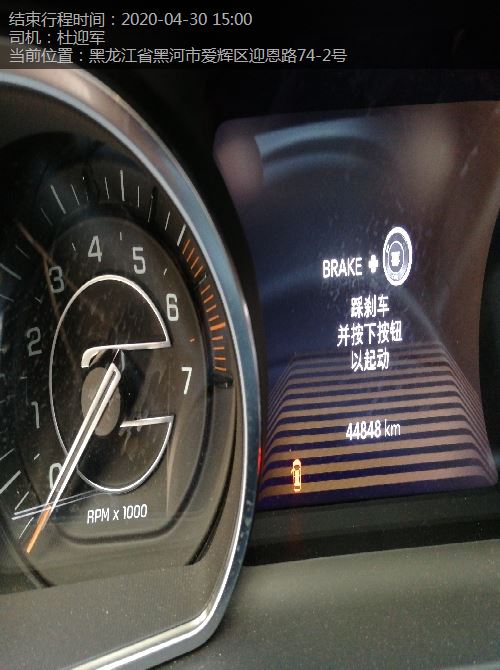 结束行程时间：2020-04-30 15:00
司机：杜迎军
当前位置：黑龙江省黑河市爱辉区迎恩路74-2号
BRAKE +
踩刹车
并按下按钮
以起动
44848 km
4
5
3
6
2
7
1
0
RPM x 1000